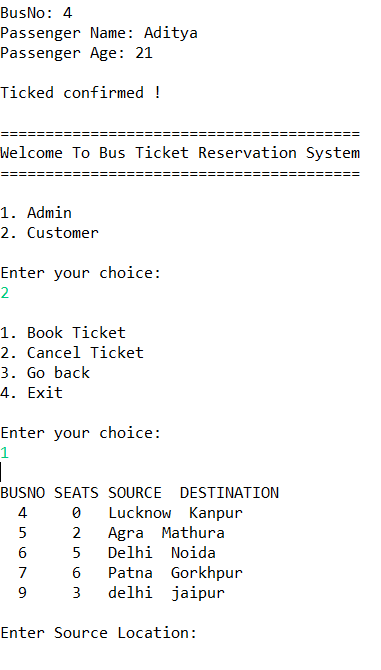 BusNo: 4
Passenger Name: Aditya
Passenger Age: 21
Ticked confirmed !
========================================
Welcome To Bus Ticket Reservation System
========================================
1. Admin
2. Customer
Enter your choice:
2
1. Book Ticket
2. Cancel Ticket
3. Go back
4. Exit
Enter your choice:
1
BUSNO SEATS SOURCE  DESTINATION
  4     0   Lucknow  Kanpur
  5     2   Agra  Mathura
  6     5   Delhi  Noida
  7     6   Patna  Gorkhpur
  9     3   delhi  jaipur
Enter Source Location: